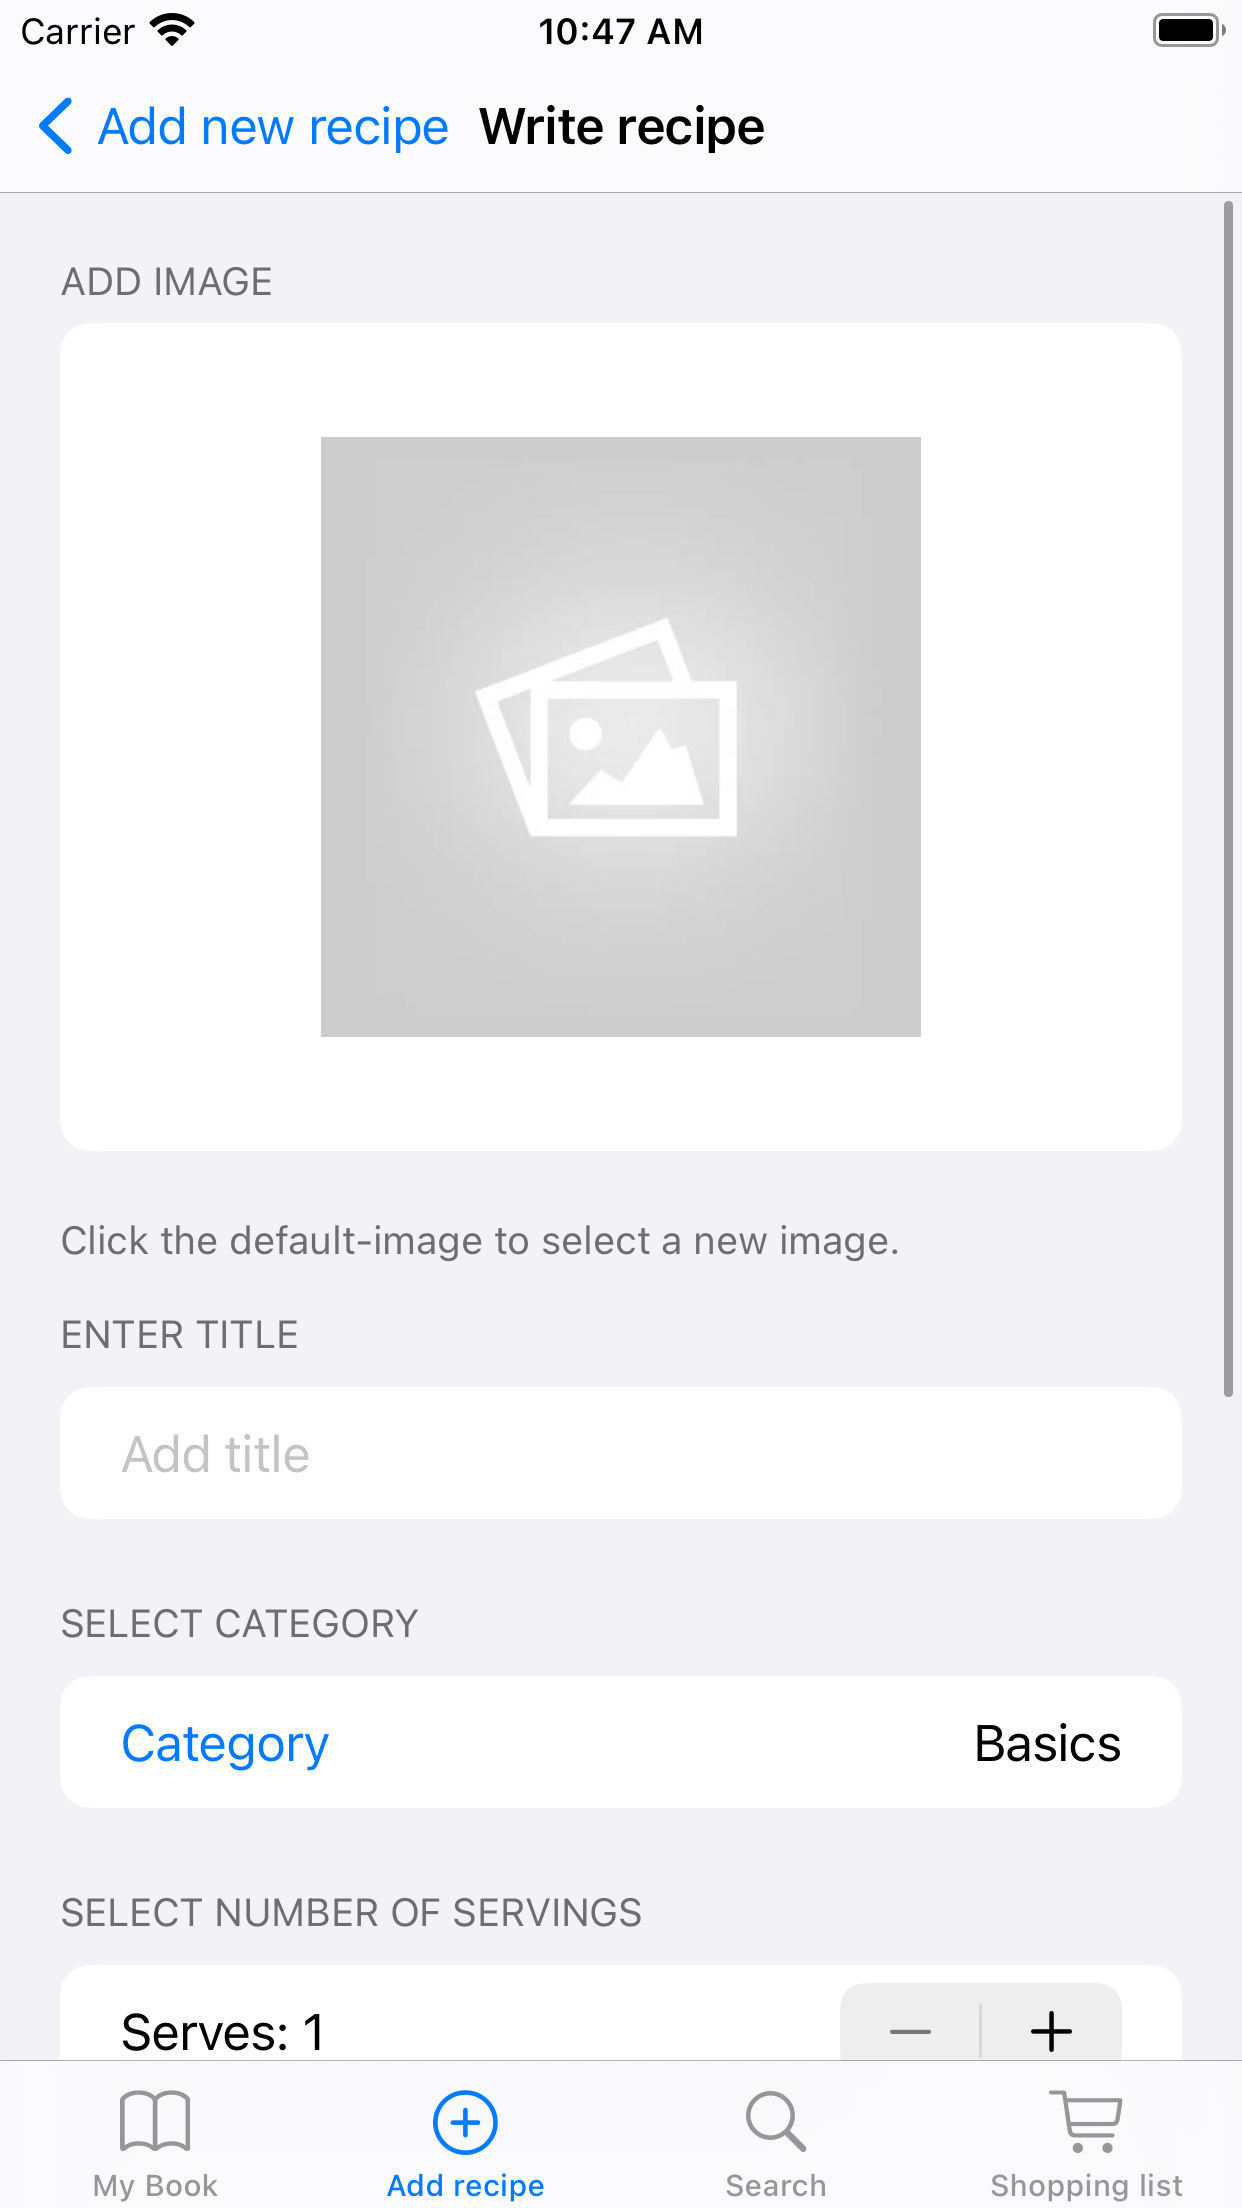 Carrier 10:47 AM
Add new recipe Write recipe
ADD IMAGE
Click the default-image to select a new image.
ENTER TITLE
Add title
SELECT CATEGORY
Category Basics
SELECT NUMBER OF SERVINGS
Serves: 1
My Book Add recipe Search Shopping list